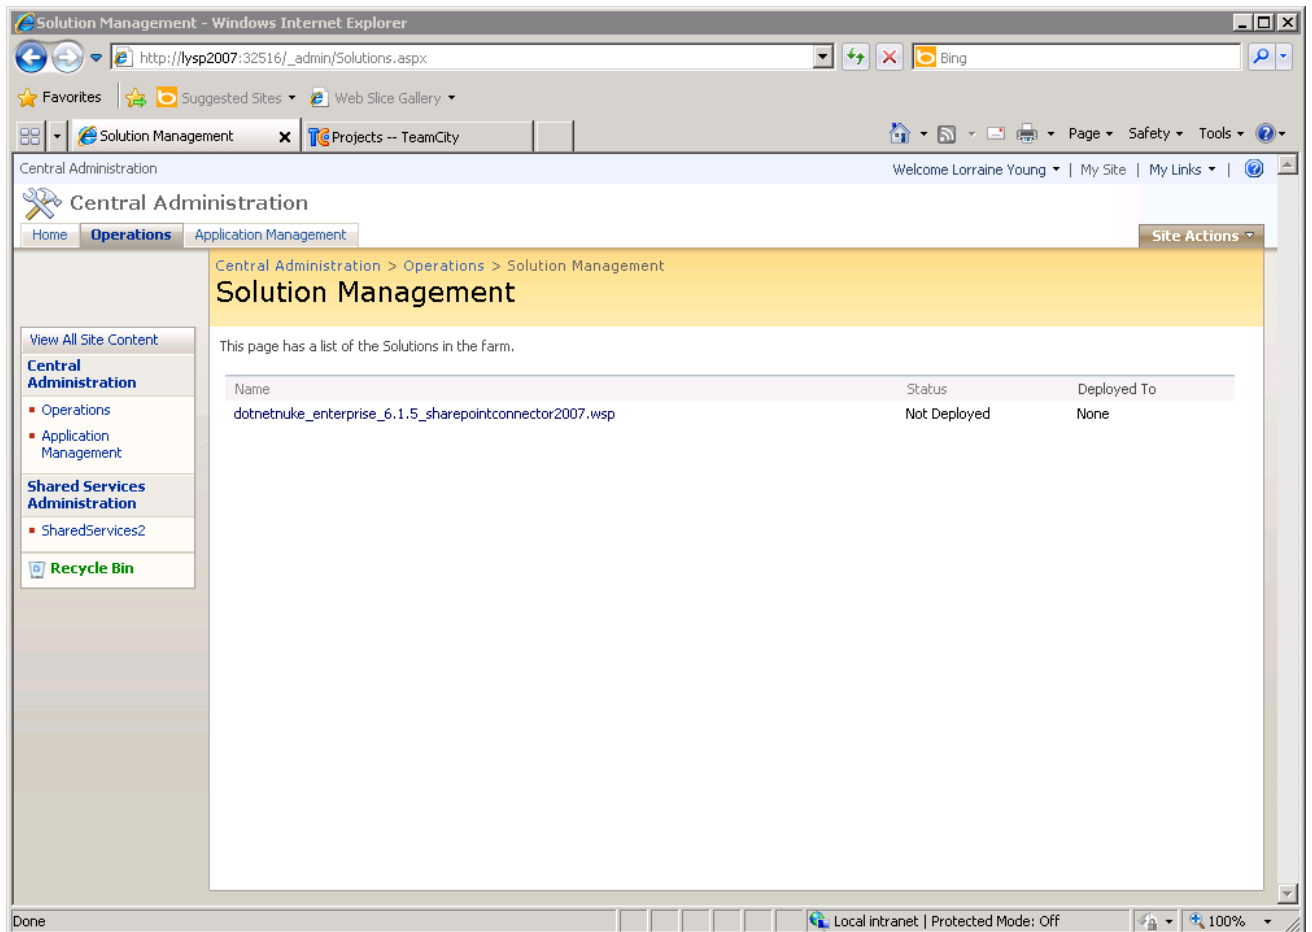 Solution Management - Windows Internet Explorer
http://lysp2007:32516/_admin/Solutions.aspx
Bing
Favorites Suggested Sites Web Slice Gallery
Solution Management Projects -- TeamCity Page Safety Tools
Central Administration Welcome Lorraine Young | My Site | My Links |
Central Administration
Home Operations Application Management Site Actions
Central Administration > Operations > Solution Management
Solution Management
View All Site Content
This page has a list of the Solutions in the farm.
Central
Administration
Name Status Deployed To
Operations
dotnetnuke_enterprise_6.1.5_sharepointconnector2007.wsp Not Deployed None
Application
Management
Shared Services
Administration
SharedServices2
Recycle Bin
Done Local intranet | Protected Mode: Off 100%